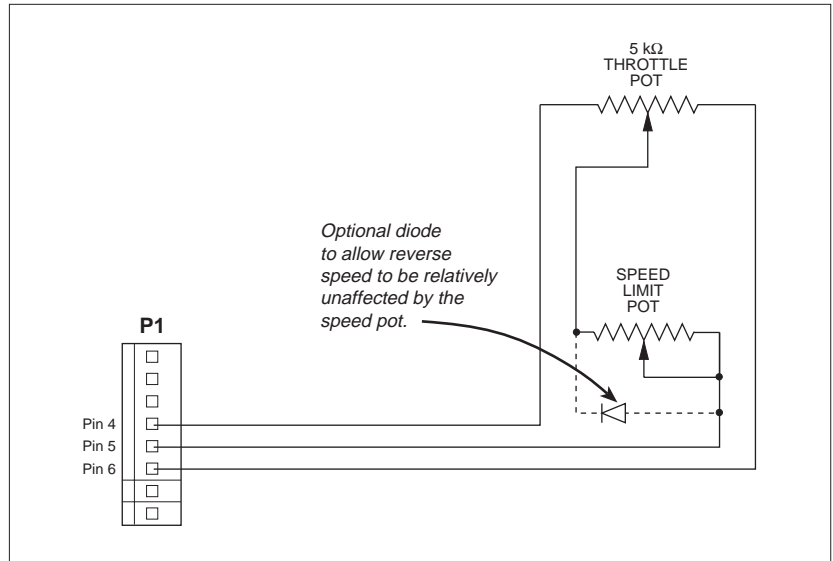 5 kΩ
THROTTLE
POT
Optional diode
to allow reverse
speed to be relatively
unaffected by the
speed pot.
SPEED
LIMIT
POT
P1
Pin 4
Pin 5
Pin 6